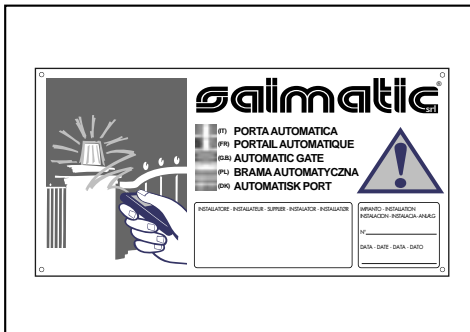 saimatic®
srl
(IT) PORTA AUTOMATICA
(FR) PORTAIL AUTOMATIQUE
(G.B.) AUTOMATIC GATE
(PL) BRAMA AUTOMATYCZNA
(DK) AUTOMATISK PORT
INSTALLATORE - INSTALLATEUR - SUPPLIER - INSTALATOR - INSTALLATØR
IMPIANTO - INSTALLATION
INSTALACION - INSTALACJA - ANLÆG
N°
DATA - DATE - DATA - DATO